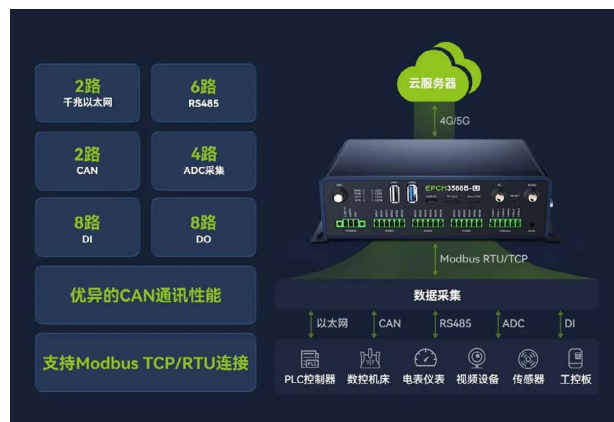 2路
千兆以太网
6路
RS485
2路
CAN
4路
ADC采集
8路
DI
8路
DO
优异的CAN通讯性能
支持Modbus TCP/RTU连接
云服务器
4G/5G
EPCM3568B-LI
Modbus RTU/TCP
数据采集
以太网
CAN
RS485
ADC
DI
PLC
PLC控制器
数控机床
电表仪表
视频设备
传感器
工控板